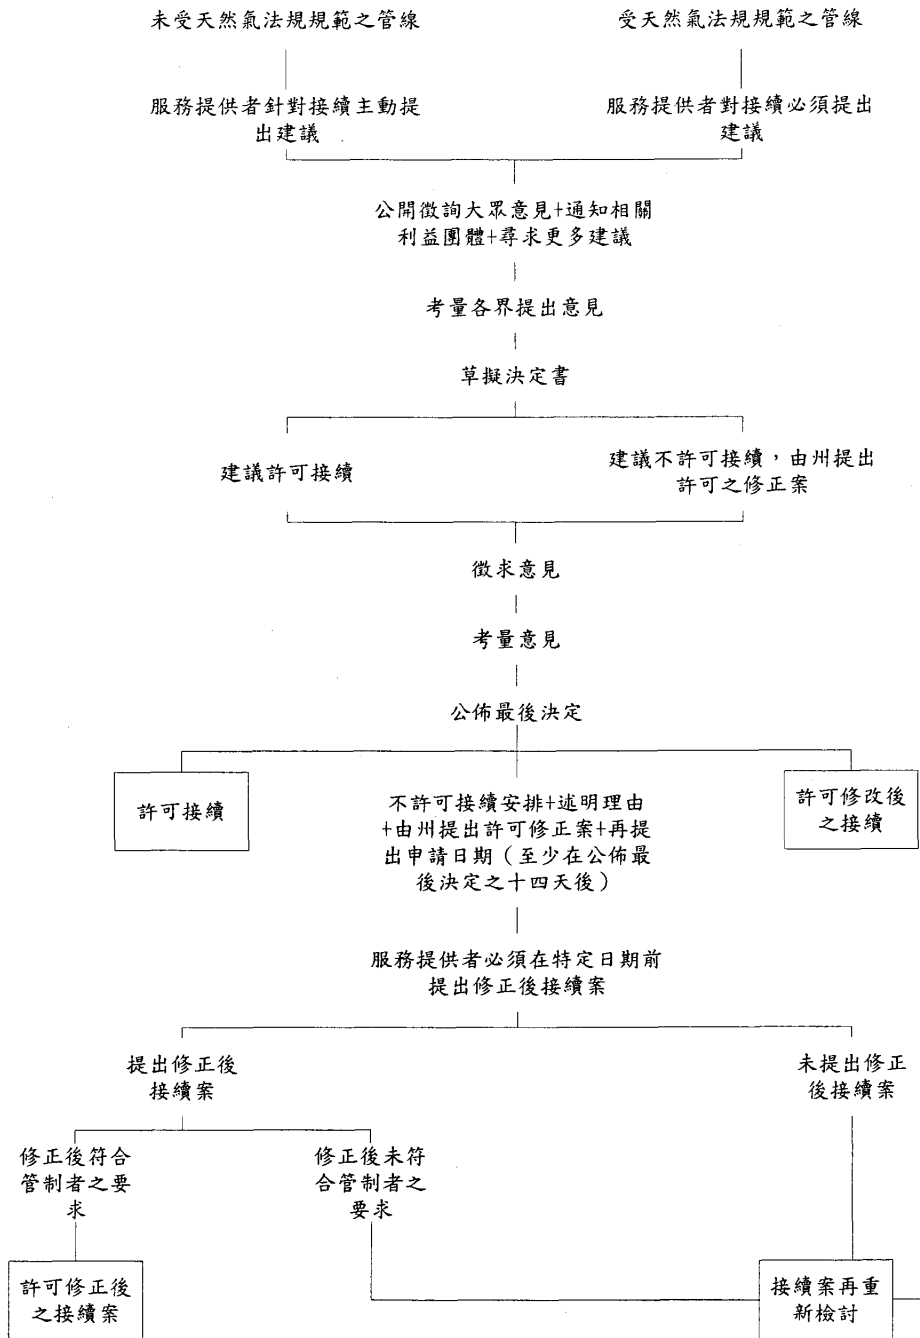 未受天然氣法規規範之管線
受天然氣法規規範之管線
服務提供者針對接續主動提
出建議
服務提供者對接續必須提出
建議
公開徵詢大眾意見+通知相關
利益團體+尋求更多建議
考量各界提出意見
草擬決定書
建議許可接續
建議不許可接續，由州提出
許可之修正案
徵求意見
考量意見
公佈最後決定
許可接續
不許可接續安排+述明理由
+由州提出許可修正案+再提
出申請日期（至少在公佈最
後決定之十四天後）
許可修改後
之接續
服務提供者必須在特定日期前
提出修正後接續案
提出修正後
接續案
未提出修正
後接續案
修正後符合
管制者之要
求
修正後未符
合管制者之
要求
許可修正後
之接續案
接續案再重
新檢討